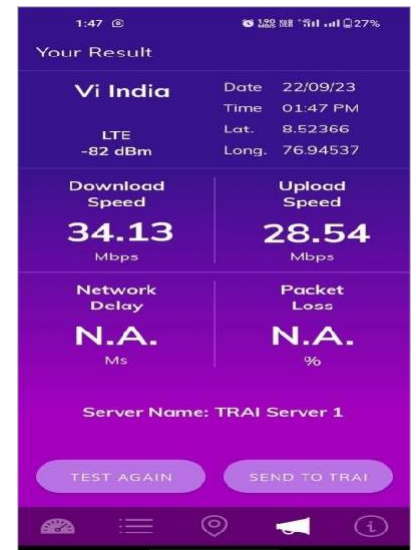 1:47 27%
Your Result
Vi India
LTE
-82 dBm
Date 22/09/23
Time 01:47 PM
Lat. 8.52366
Long. 76.94537
Download
Speed
34.13
Mbps
Upload
Speed
28.54
Mbps
Network
Delay
N.A.
Ms
Packet
Loss
N.A.
%
Server Name: TRAI Server 1
TEST AGAIN
SEND TO TRAI